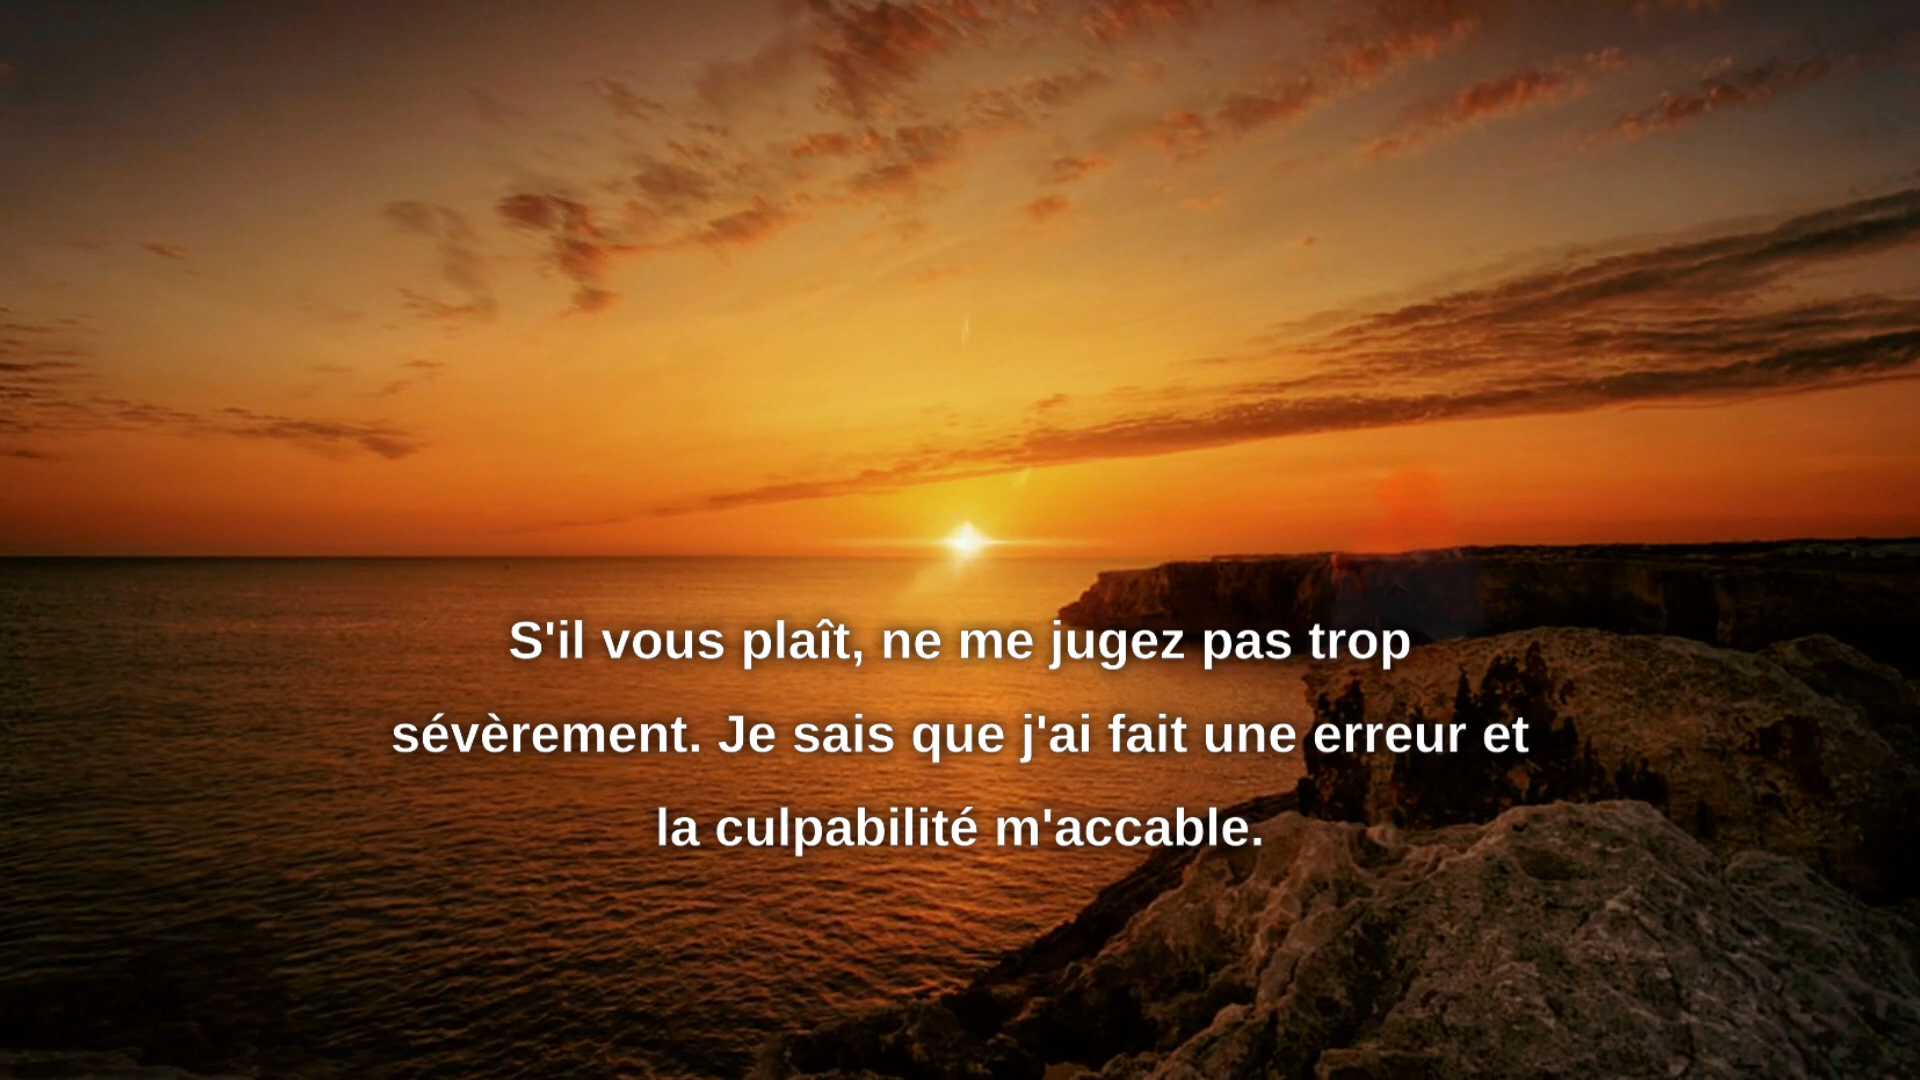 S'il vous plaît, ne me jugez pas trop
sévèrement. Je sais que j'ai fait une erreur et
la culpabilité m'accable.